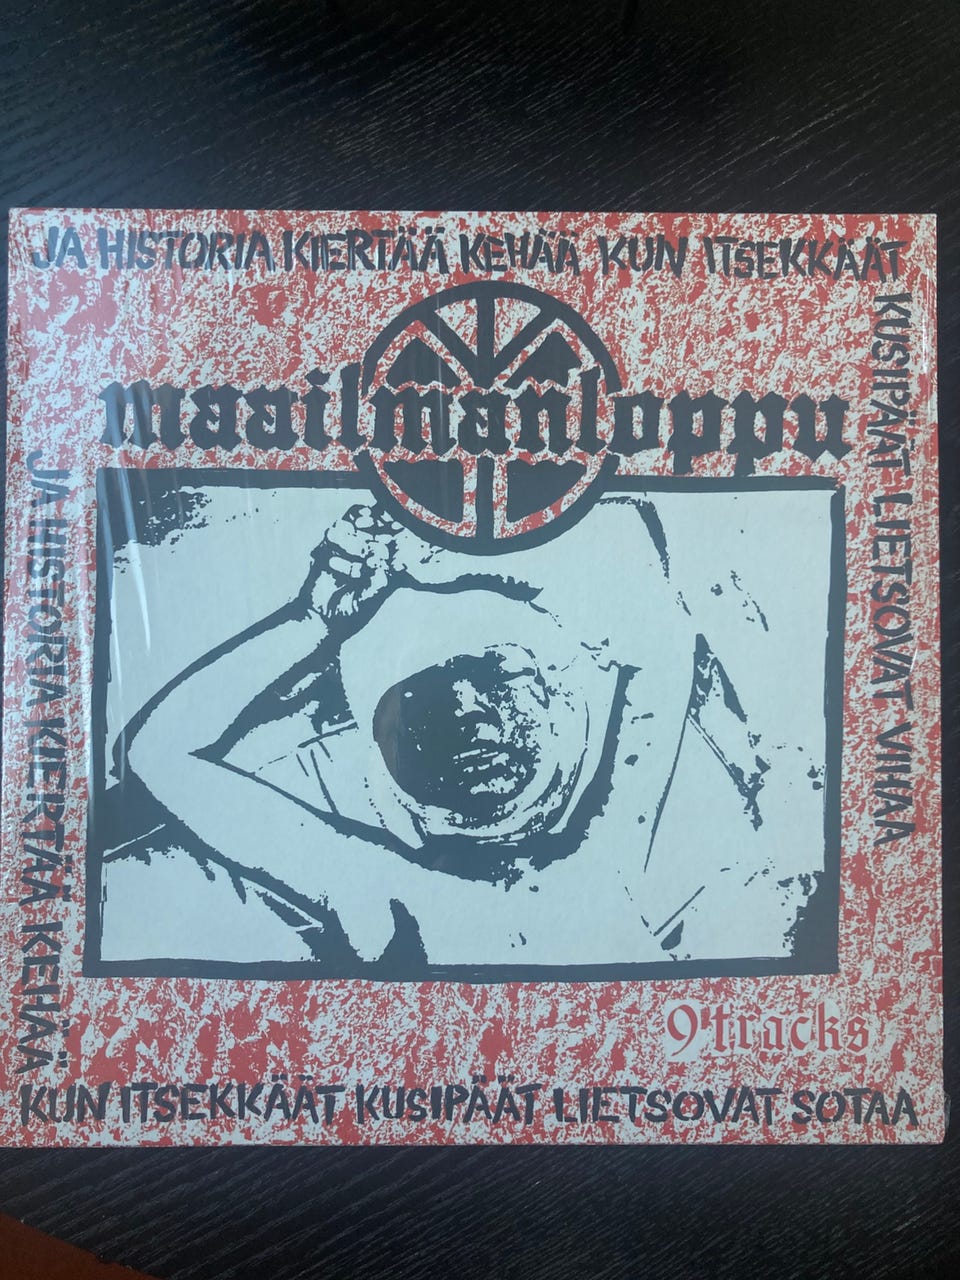 JA HISTORIA KIERTÄÄ KEHÄÄ KUN ITSEKKÄÄT
KUSIPÄÄT LIETSOVAT VIHAA
maailmanloppu
JA HISTORIA KIERTÄÄ KEHÄÄ
9 tracks
KUN ITSEKKÄÄT KUSIPÄÄT LIETSOVAT SOTAA